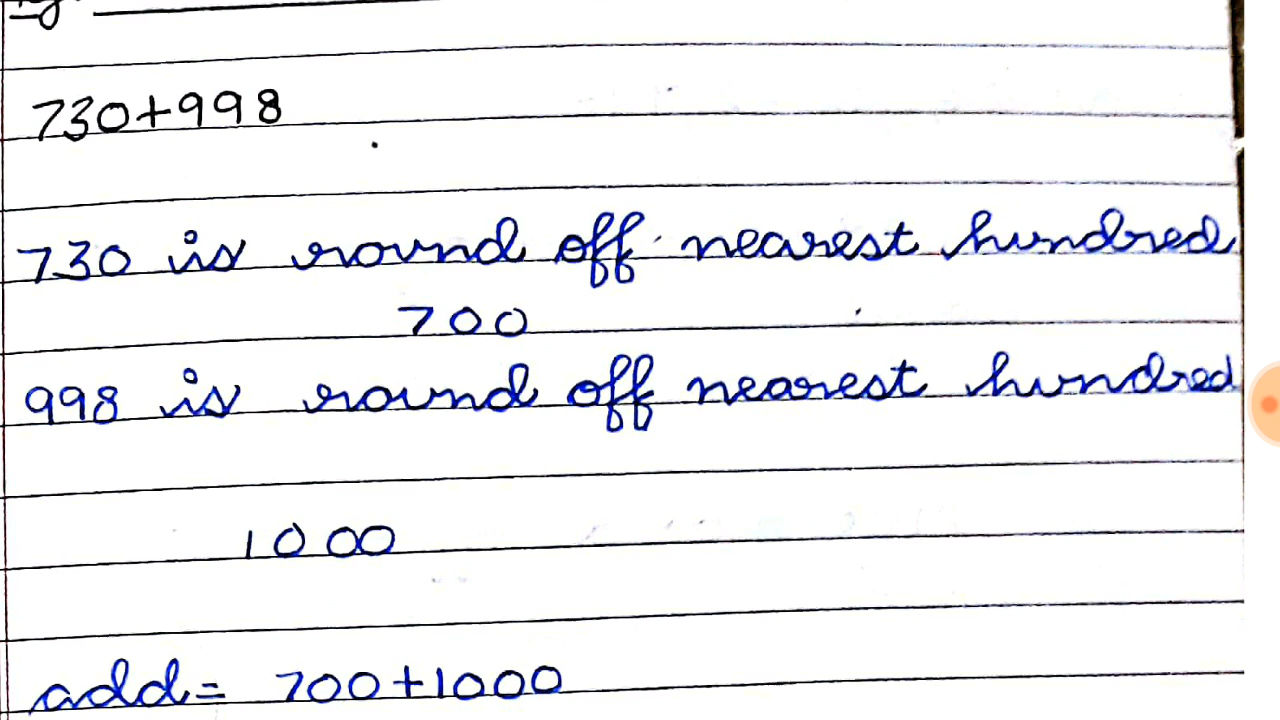 730+998
730 is round off nearest hundred
700
998 is round off nearest hundred
1000
add= 700+1000